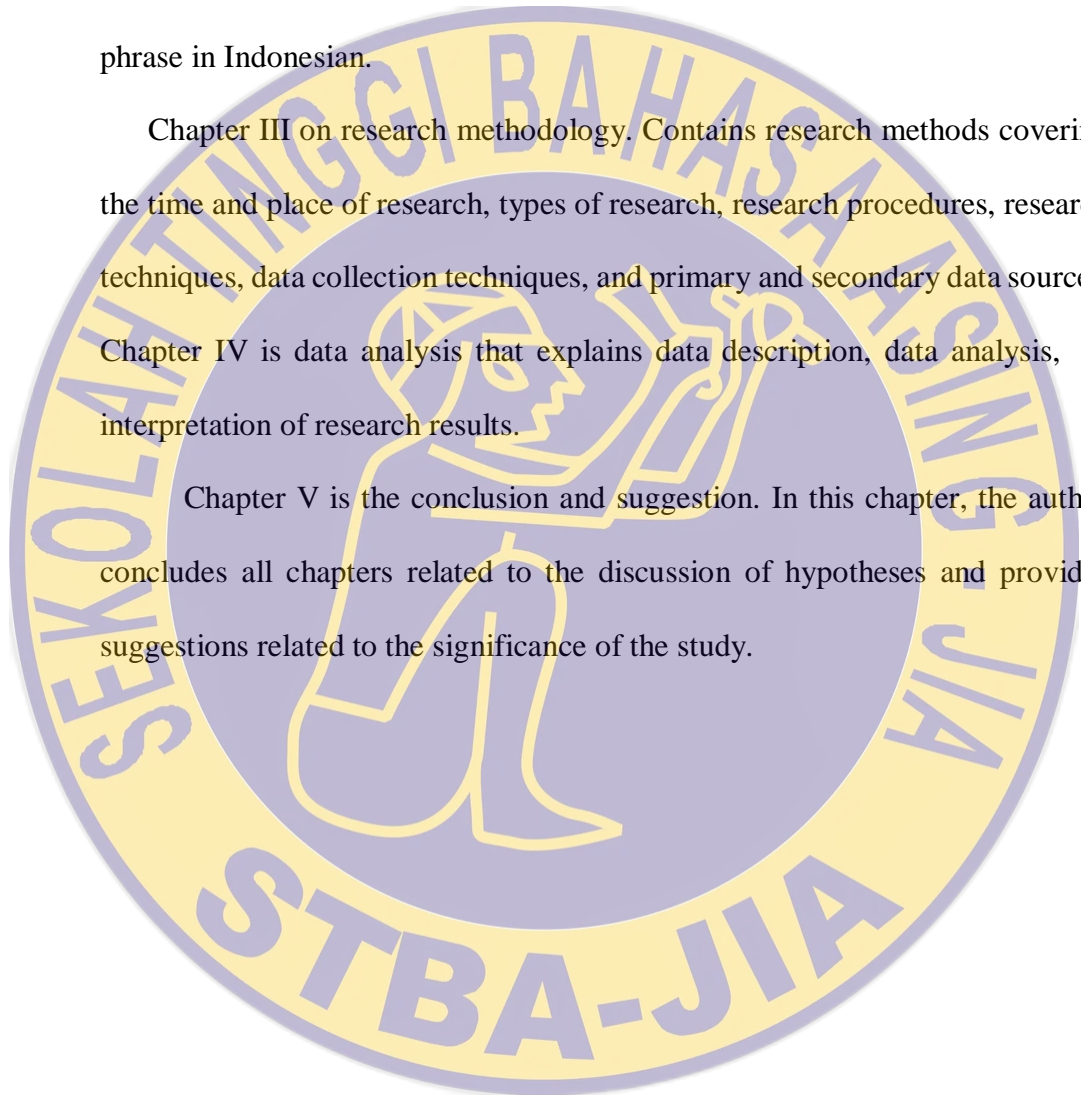 phrase in Indonesian.
Chapter III on research methodology. Contains research methods coveri
the time and place of research, types of research, research procedures, resear
techniques, data collection techniques, and primary and secondary data source
Chapter IV is data analysis that explains data description, data analysis,
interpretation of research results.
Chapter V is the conclusion and suggestion. In this chapter, the auth
concludes all chapters related to the discussion of hypotheses and provid
suggestions related to the significance of the study.
SEKOLAH TINGGI BAHASA ASING - JIA
STBA-JIA